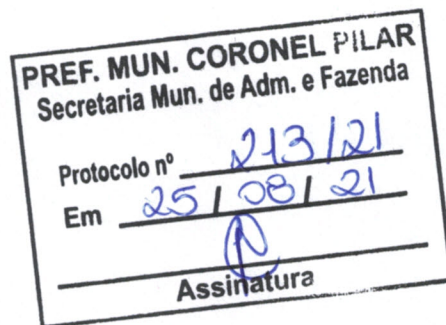 PREF. MUN. CORONEL PILAR
Secretaria Mun. de Adm. e Fazenda
Protocolo nº 213/21
Em 25/08/21
Assinatura